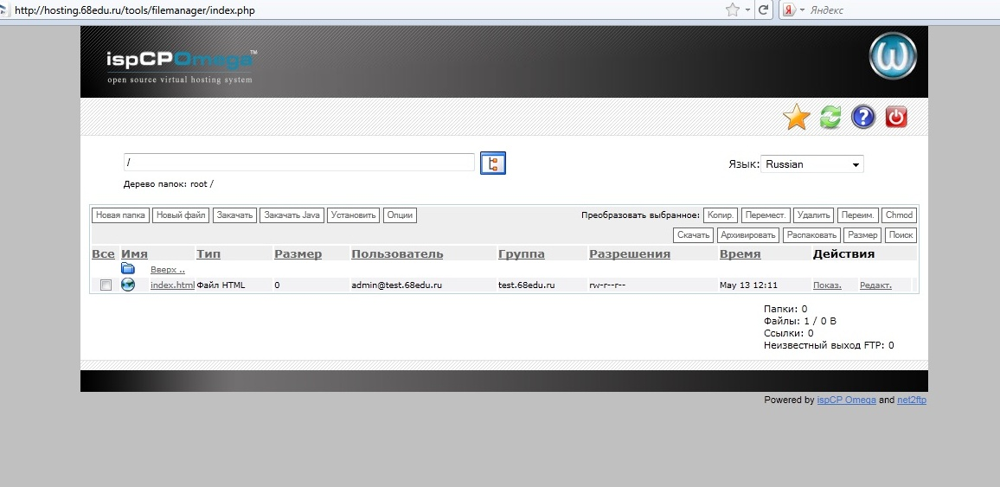 http://hosting.68edu.ru/tools/filemanager/index.php Яндекс
ispCP Omega™
open source virtual hosting system
/ Язык: Russian
Дерево папок: root /
Новая папка Новый файл Закачать Закачать Java Установить Опции Преобразовать выбранное: Копир. Перемест. Удалить Переим. Chmod
Скачать Архивировать Распаковать Размер Поиск
Все Имя Тип Размер Пользователь Группа Разрешения Время Действия
Вверх ..
index.html Файл HTML 0 admin@test.68edu.ru test.68edu.ru rw-r--r-- May 13 12:11 Показ. Редакт.
Папки: 0
Файлы: 1 / 0 B
Ссылки: 0
Неизвестный выход FTP: 0
Powered by ispCP Omega and net2ftp